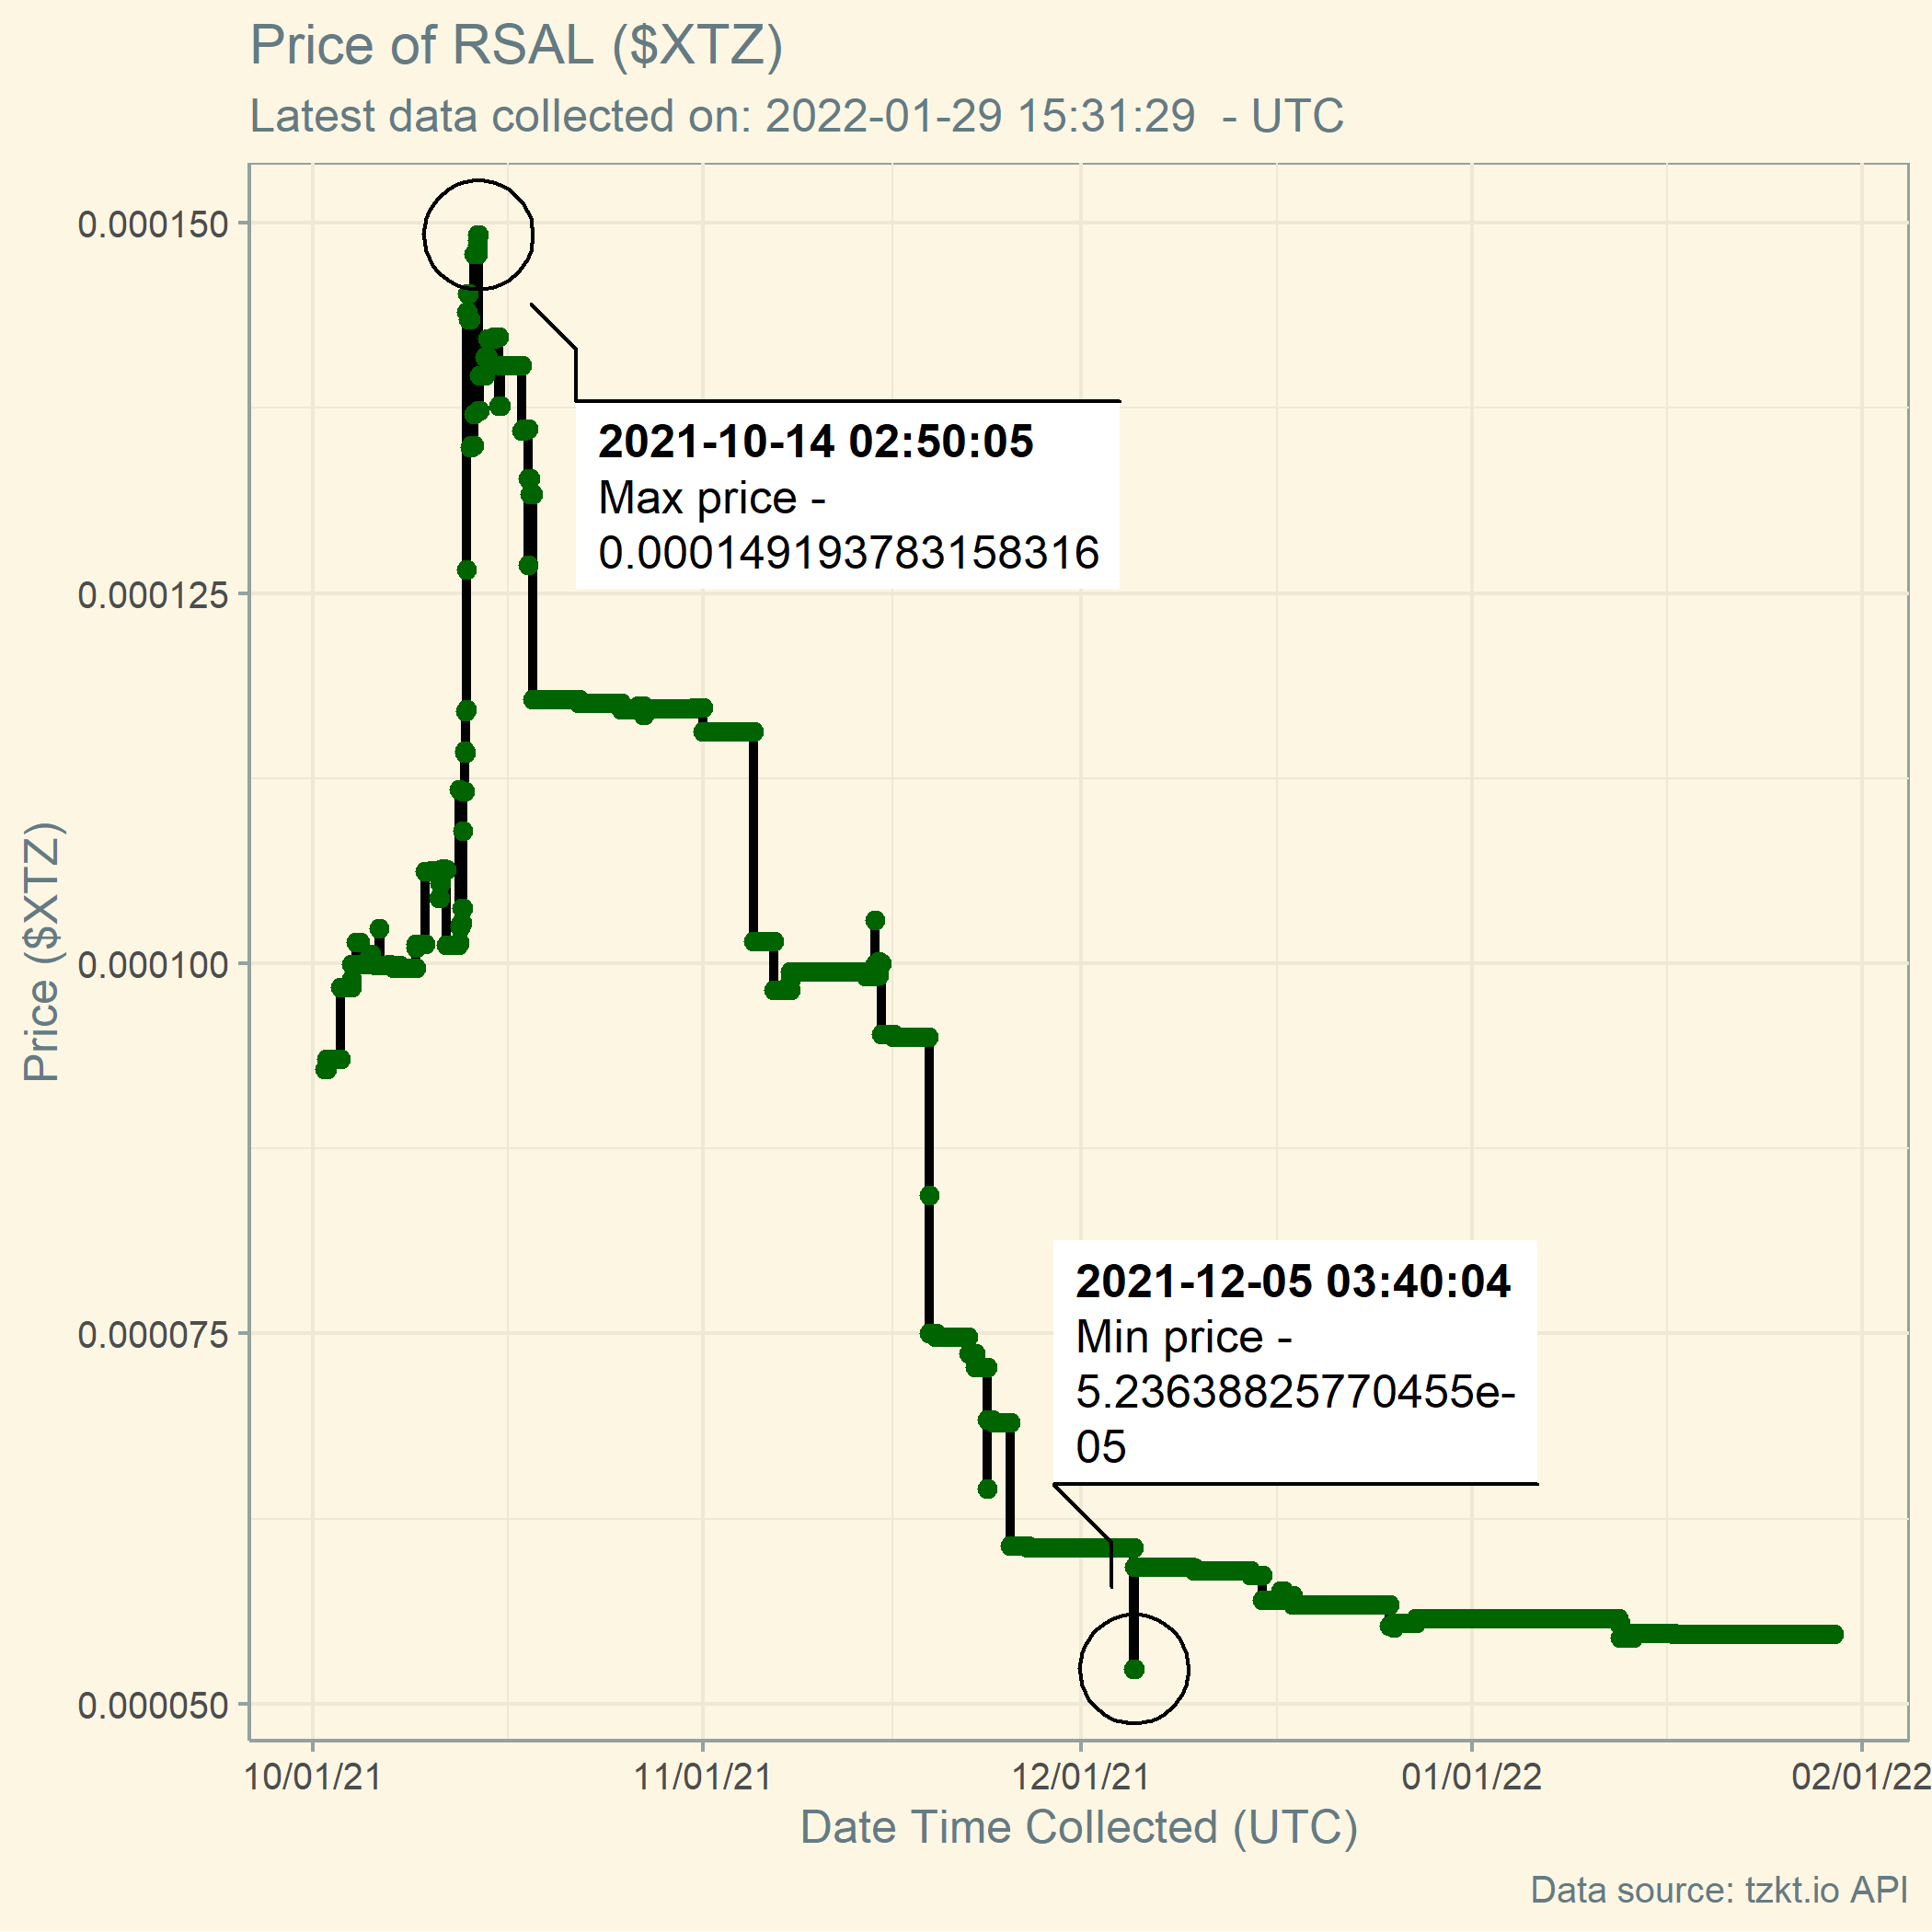 Price of RSAL ($XTZ)
Latest data collected on: 2022-01-29 15:31:29  - UTC
0.000150
2021-10-14 02:50:05
Max price -
0.000149193783158316
0.000125
Price ($XTZ)
0.000100
2021-12-05 03:40:04
Min price -
5.23638825770455e-
05
0.000075
0.000050
10/01/21
11/01/21
12/01/21
01/01/22
02/01/22
Date Time Collected (UTC)
Data source: tzkt.io API